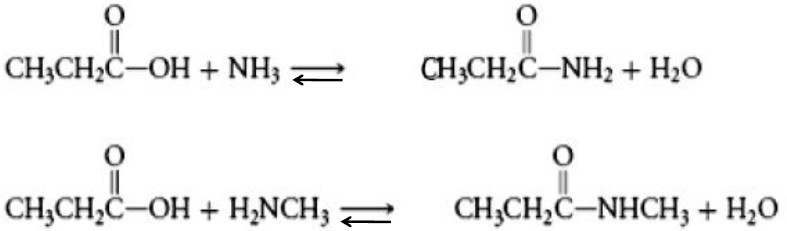 O O
CH₃CH₂C–OH + NH₃ ⇌ CH₃CH₂C–NH₂ + H₂O
O O
CH₃CH₂C–OH + H₂NCH₃ ⇌ CH₃CH₂C–NHCH₃ + H₂O